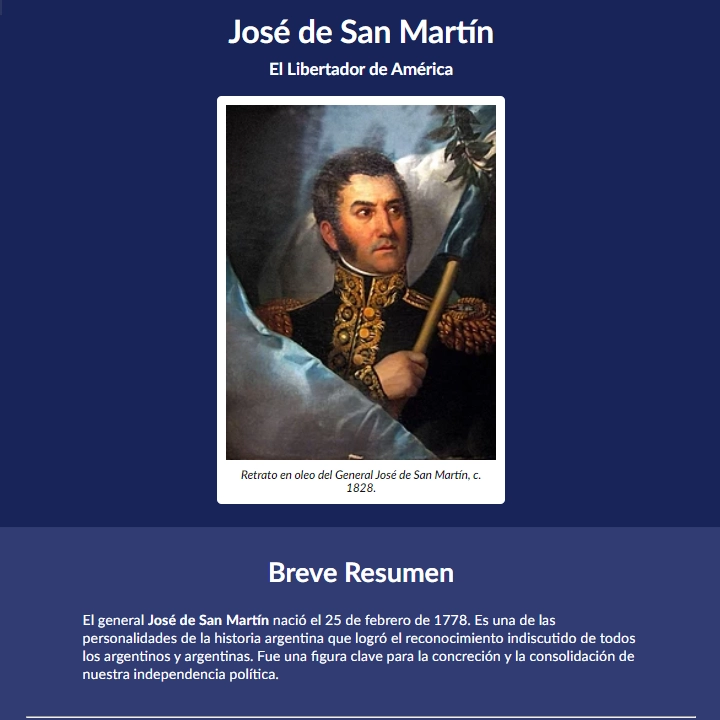 José de San Martín
El Libertador de América
Retrato en oleo del General José de San Martín, c.
1828.
Breve Resumen
El general José de San Martín nació el 25 de febrero de 1778. Es una de las
personalidades de la historia argentina que logró el reconocimiento indiscutido de todos
los argentinos y argentinas. Fue una figura clave para la concreción y la consolidación de
nuestra independencia política.